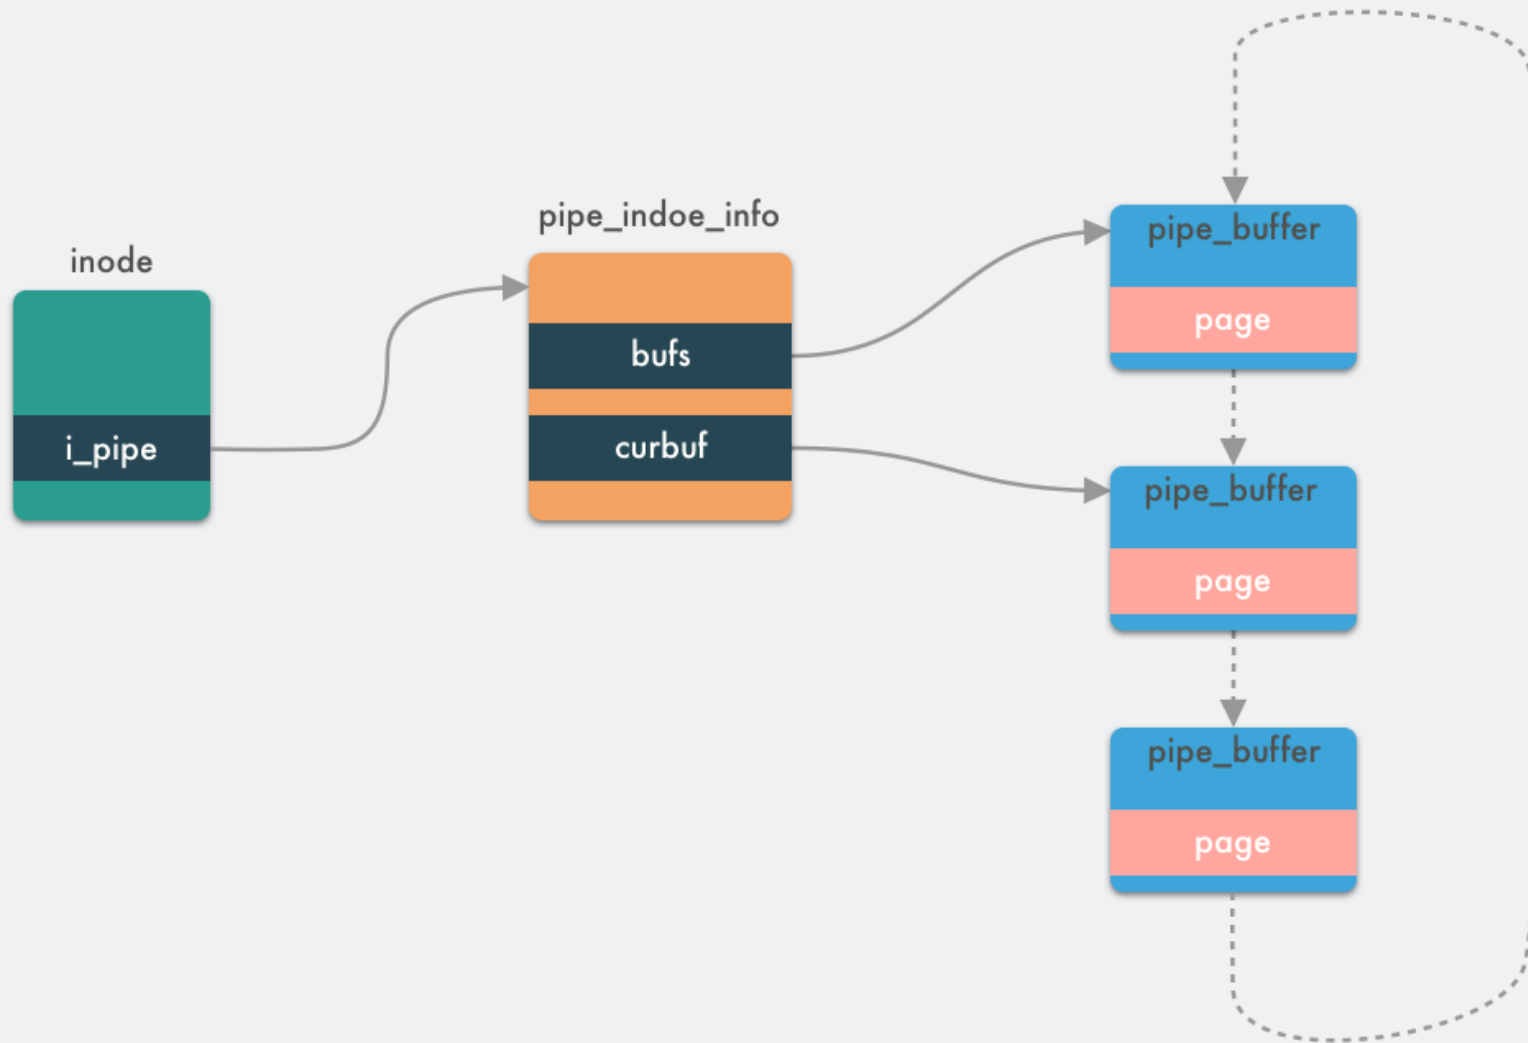 inode
i_pipe
pipe_indoe_info
bufs
curbuf
pipe_buffer
page
pipe_buffer
page
pipe_buffer
page